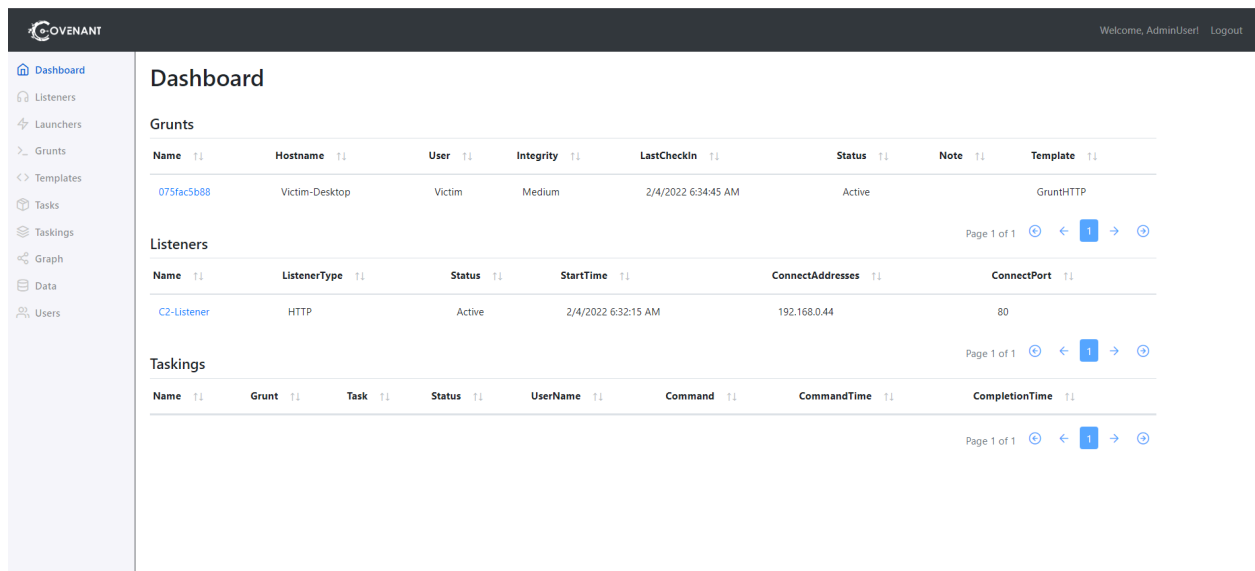 COVENANT
Welcome, AdminUser! Logout
Dashboard
Listeners
Launchers
Grunts
Templates
Tasks
Taskings
Graph
Data
Users
Dashboard
Grunts
Name ↑↓ Hostname ↑↓ User ↑↓ Integrity ↑↓ LastCheckIn ↑↓ Status ↑↓ Note ↑↓ Template ↑↓
075fac5b88 Victim-Desktop Victim Medium 2/4/2022 6:34:45 AM Active GruntHTTP
Page 1 of 1 ← 1 →
Listeners
Name ↑↓ ListenerType ↑↓ Status ↑↓ StartTime ↑↓ ConnectAddresses ↑↓ ConnectPort ↑↓
C2-Listener HTTP Active 2/4/2022 6:32:15 AM 192.168.0.44 80
Page 1 of 1 ← 1 →
Taskings
Name ↑↓ Grunt ↑↓ Task ↑↓ Status ↑↓ UserName ↑↓ Command ↑↓ CommandTime ↑↓ CompletionTime ↑↓
Page 1 of 1 ← 1 →